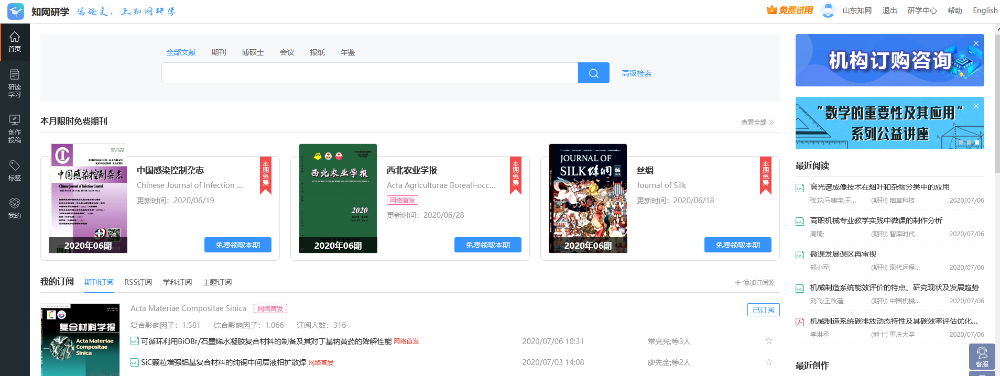 知网研学 写论文，上知网研学
免费试用 山东知网 退出 研学中心 帮助 English
首页
研读
学习
创作
投稿
标签
我的
全部文献 期刊 博硕士 会议 报纸 年鉴
高级检索
本月限时免费期刊 查看全部
中国感染控制杂志
ZHONGGUO GANRAN
KONGZHI ZAZHI
Chinese Journal of Infection Control
2020年06期
中国感染控制杂志
Chinese Journal of Infection ...
更新时间：2020/06/19
本期免费
免费领取本期
西北农业学报
ACTA AGRICULTURAE BOREALI-OCCIDENTALIS SINICA
2020
2020年06期
西北农业学报
Acta Agriculturae Boreali-occ...
网络首发
更新时间：2020/06/28
本期免费
免费领取本期
JOURNAL OF
SILK 丝绸 06
2020年06期
丝绸
Journal of Silk
更新时间：2020/06/18
本期免费
免费领取本期
我的订阅 期刊订阅 RSS订阅 学科订阅 主题订阅 添加订阅源
复合材料学报
Acta Materiae
Compositae
Sinica
Acta Materiae Compositae Sinica 网络首发 已订阅
复合影响因子：1.581 综合影响因子：1.066 订阅人数：316
XML 可循环利用BiOBr/石墨烯水凝胶复合材料的制备及其对丁基钠黄药的降解性能 网络首发 2020/07/06 10:31 常亮亮;等3人
XML SiC颗粒增强铝基复合材料的纯铜中间层液相扩散焊 网络首发 2020/07/03 14:08 廖先金;等2人
机构订购咨询
"数学的重要性及其应用"
系列公益讲座
最近阅读
XML 高光谱成像技术在烟叶和杂物分类中的应用
张龙;马啸宇;王... (期刊) 烟草科技 2020/07/06
XML 高职机械专业教学实践中微课的制作分析
周琦; (期刊) 智库时代 2020/07/06
XML 微课发展误区再审视
郑小军; (期刊) 现代远程... 2020/07/06
XML 机械制造系统能效评价的特点、研究现状及发展趋势
刘飞;王秋莲; (期刊) 中国机械... 2020/07/06
机械制造系统碳排放动态特性及其碳效率评估优化...
李洪丞 (博士) 重庆大学 2020/07/06
最近创作
客服